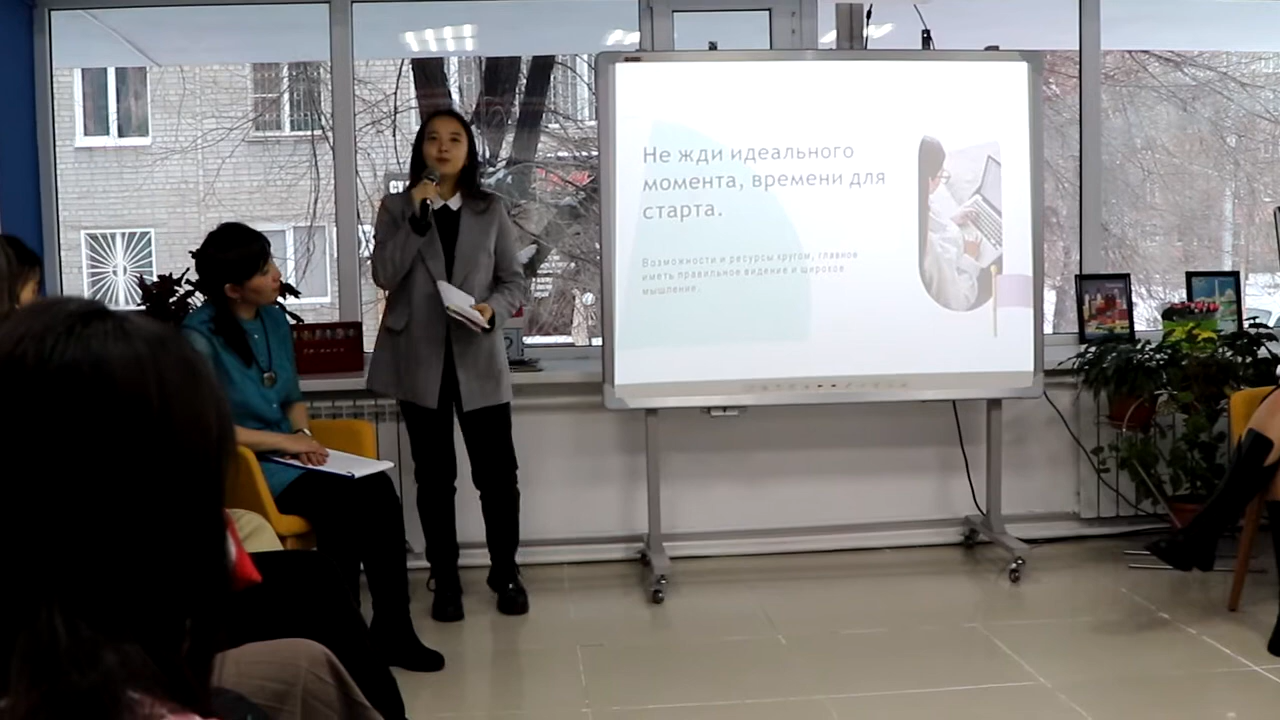 Не жди идеального
момента, времени для
старта.
Возможности и ресурсы кругом, главное
иметь правильное видение и широкое
мышление.